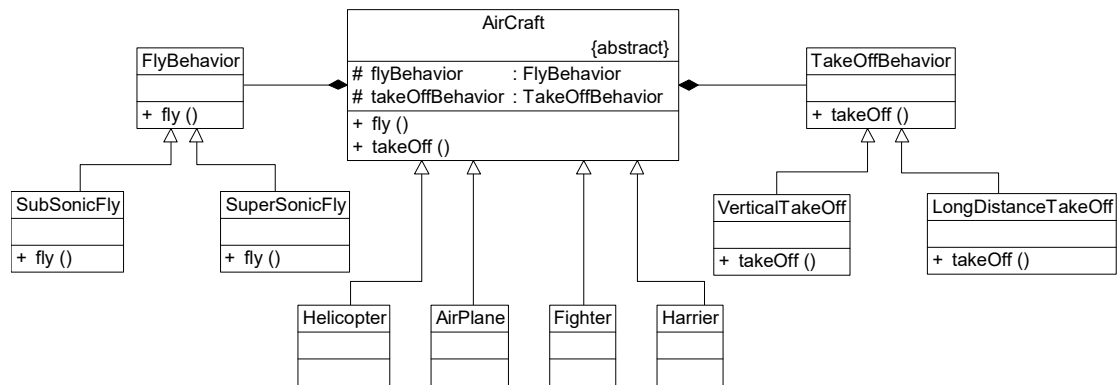 AirCraft
{abstract}
# flyBehavior : FlyBehavior
# takeOffBehavior : TakeOffBehavior
+ fly ()
+ takeOff ()
FlyBehavior
+ fly ()
TakeOffBehavior
+ takeOff ()
SubSonicFly
+ fly ()
SuperSonicFly
+ fly ()
VerticalTakeOff
+ takeOff ()
LongDistanceTakeOff
+ takeOff ()
Helicopter
AirPlane
Fighter
Harrier